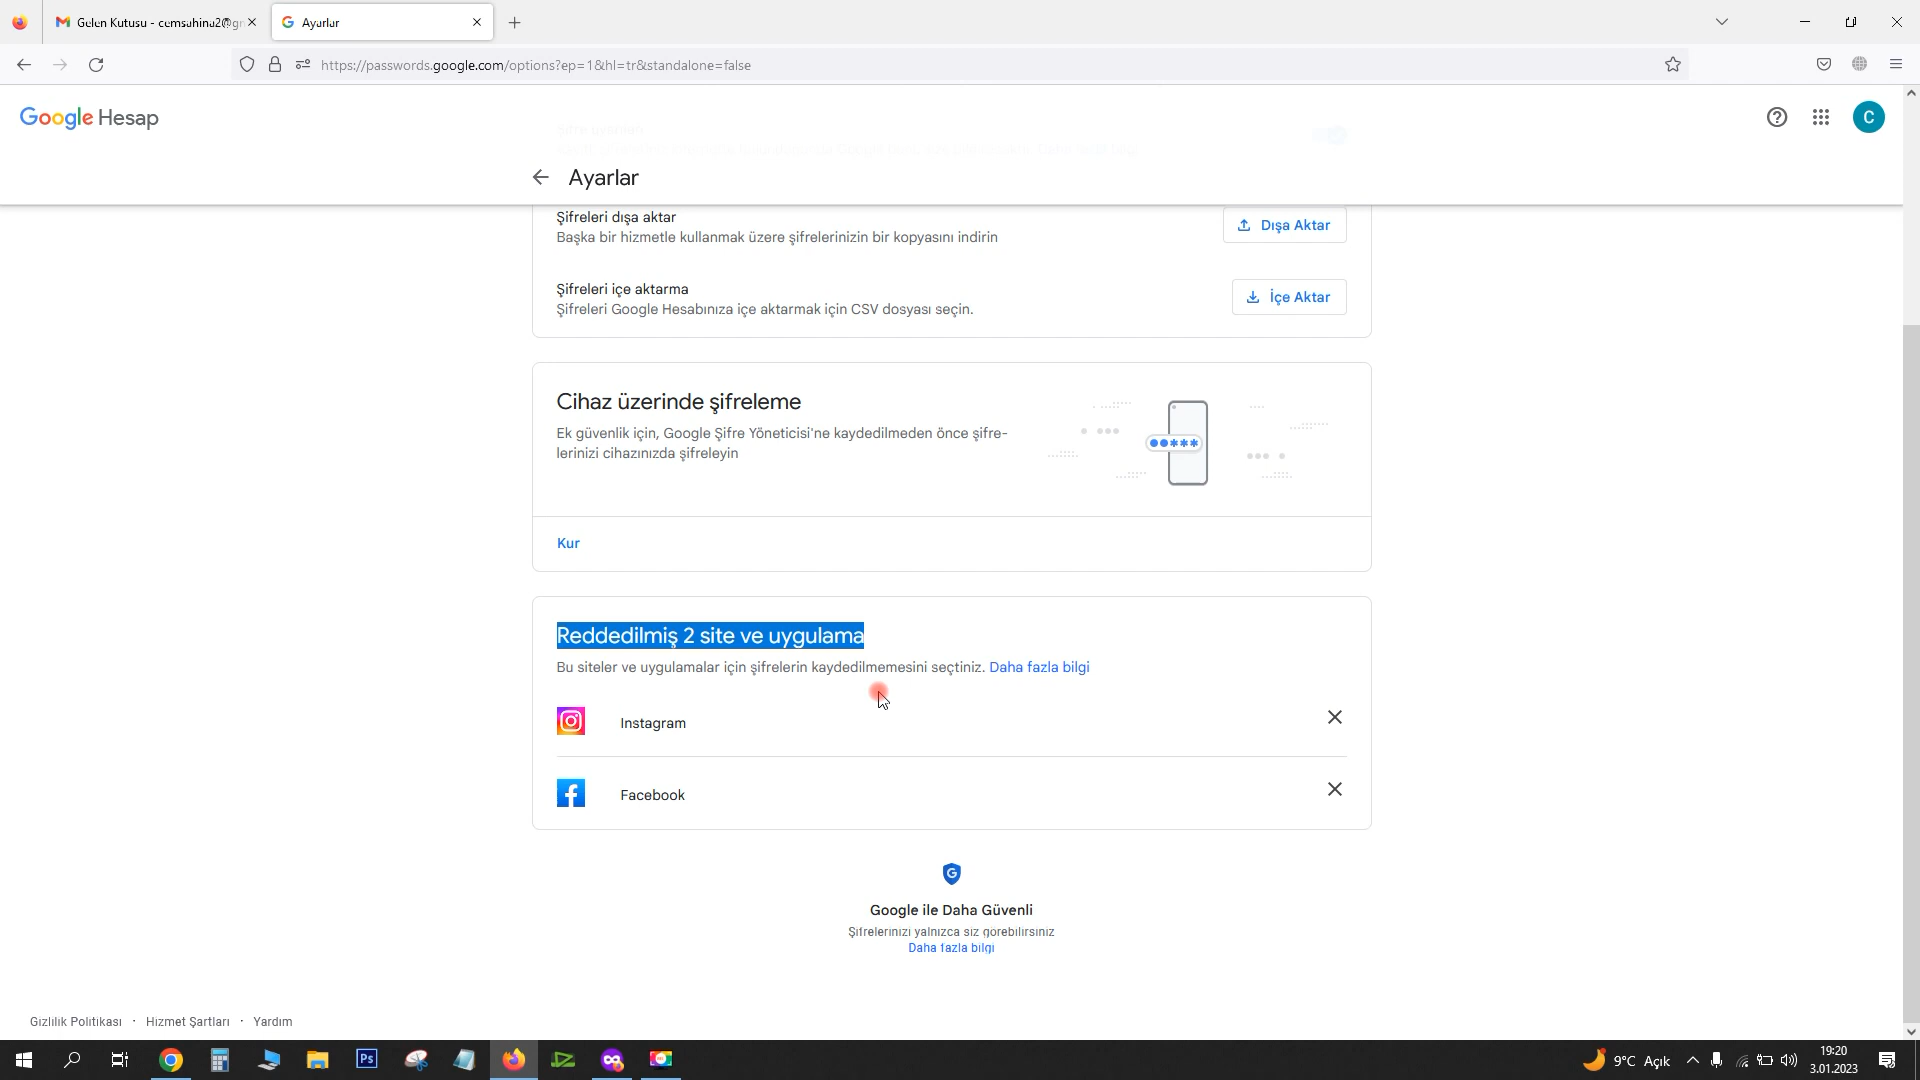 Gelen Kutusu - cemsahina2@gr
Ayarlar
https://passwords.google.com/options?ep=1&hl=tr&standalone=false
Google Hesap
C
Ayarlar
Şifreleri dışa aktar
Başka bir hizmetle kullanmak üzere şifrelerinizin bir kopyasını indirin
Dışa Aktar
Şifreleri içe aktarma
Şifreleri Google Hesabınıza içe aktarmak için CSV dosyası seçin.
İçe Aktar
Cihaz üzerinde şifreleme
Ek güvenlik için, Google Şifre Yöneticisi'ne kaydedilmeden önce şifre-
lerinizi cihazınızda şifreleyin
Kur
Reddedilmiş 2 site ve uygulama
Bu siteler ve uygulamalar için şifrelerin kaydedilmemesini seçtiniz. Daha fazla bilgi
Instagram
Facebook
Google ile Daha Güvenli
Şifrelerinizi yalnızca siz görebilirsiniz
Daha fazla bilgi
Gizlilik Politikası · Hizmet Şartları · Yardım
Ps
9°C Açık
19:20
3.01.2023